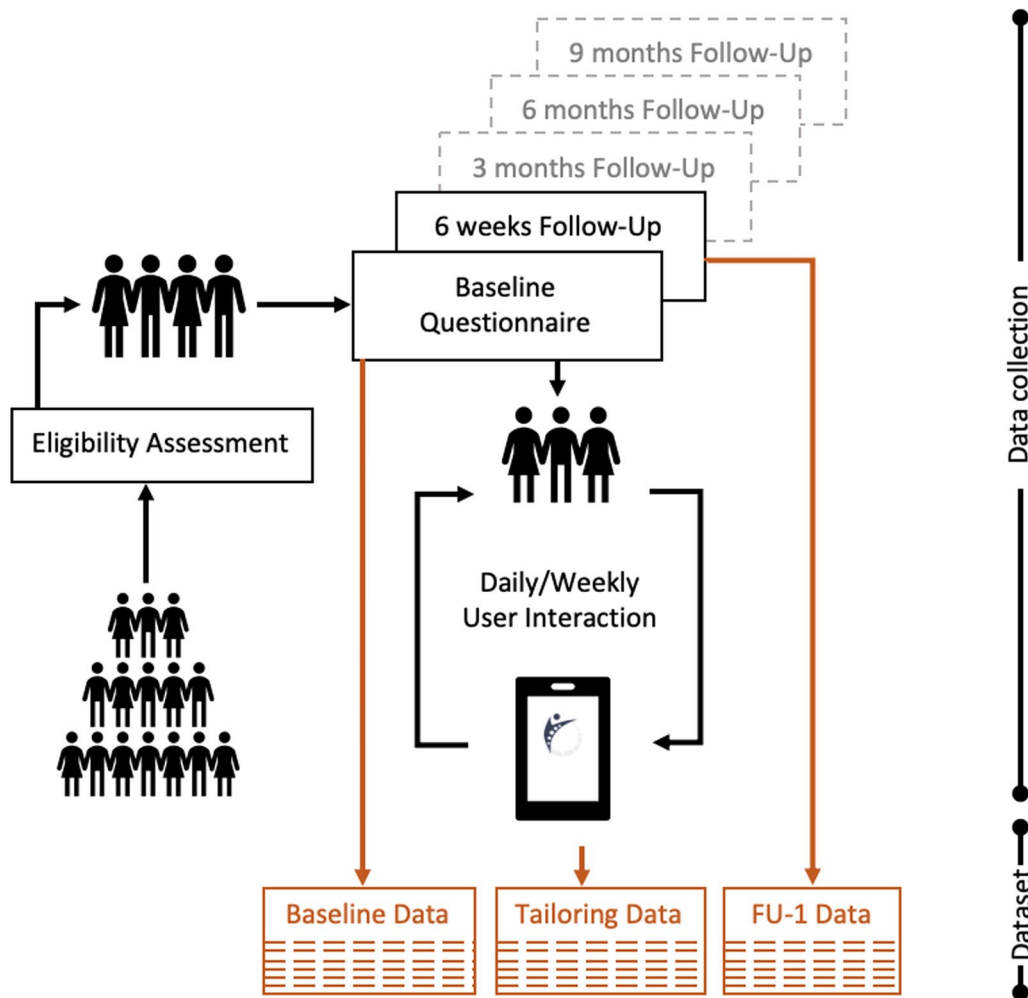 9 months Follow-Up
6 months Follow-Up
3 months Follow-Up
6 weeks Follow-Up
Baseline
Questionnaire
Eligibility Assessment
Daily/Weekly
User Interaction
Baseline Data
Tailoring Data
FU-1 Data
Data collection
Dataset